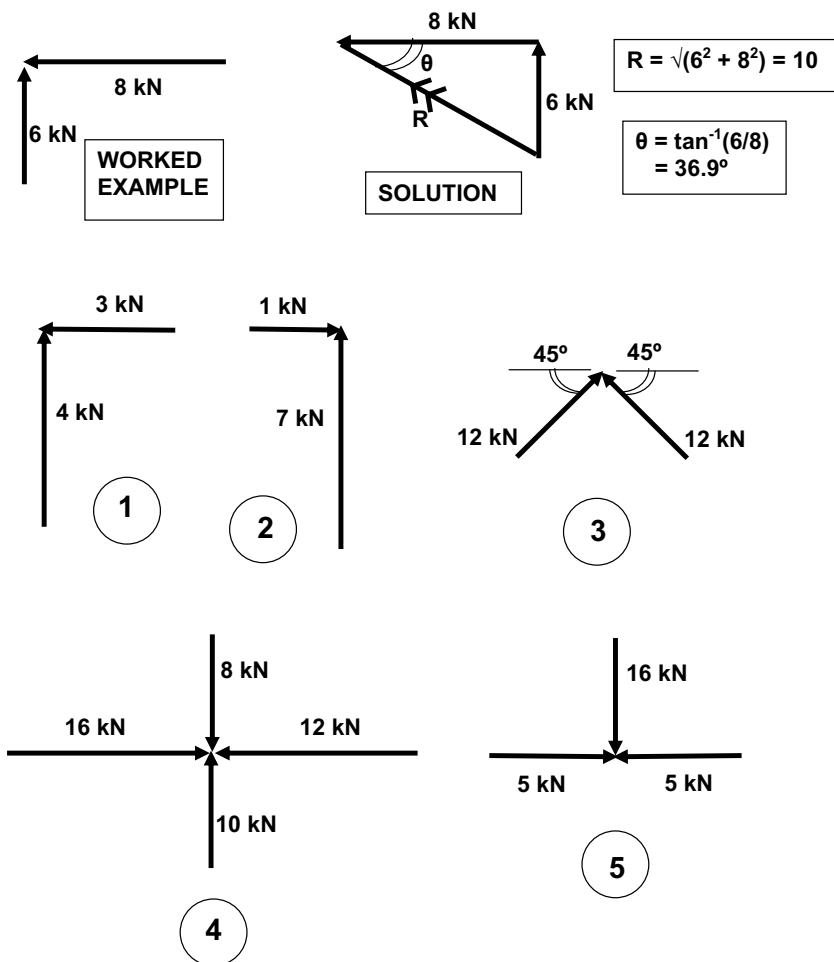 8 kN
6 kN
WORKED
EXAMPLE
8 kN
θ
R
6 kN
SOLUTION
R = √(6² + 8²) = 10
θ = tan⁻¹(6/8)
= 36.9º
3 kN
4 kN
1
1 kN
7 kN
2
45º 45º
12 kN 12 kN
3
8 kN
16 kN 12 kN
10 kN
4
16 kN
5 kN 5 kN
5